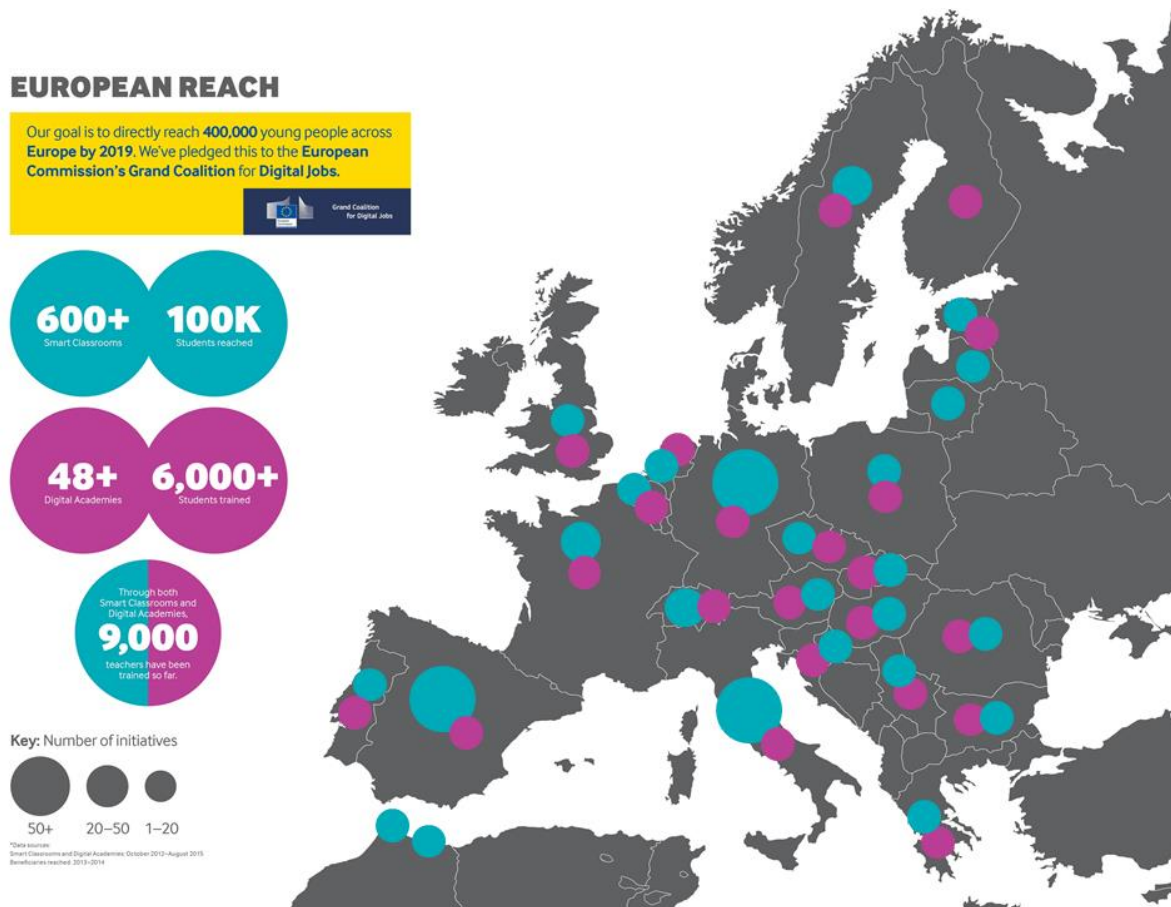 EUROPEAN REACH
Our goal is to directly reach 400,000 young people across
Europe by 2019. We've pledged this to the European
Commission's Grand Coalition for Digital Jobs.
Grand Coalition
for Digital Jobs
600+
Smart Classrooms
100K
Students reached
48+
Digital Academies
6,000+
Students trained
Through both
Smart Classrooms and
Digital Academies,
9,000
teachers have been
trained so far.
Key: Number of initiatives
50+ 20–50 1–20
*Data sources:
Smart Classrooms and Digital Academies: October 2012–August 2015
Beneficiaries reached: 2013–2014